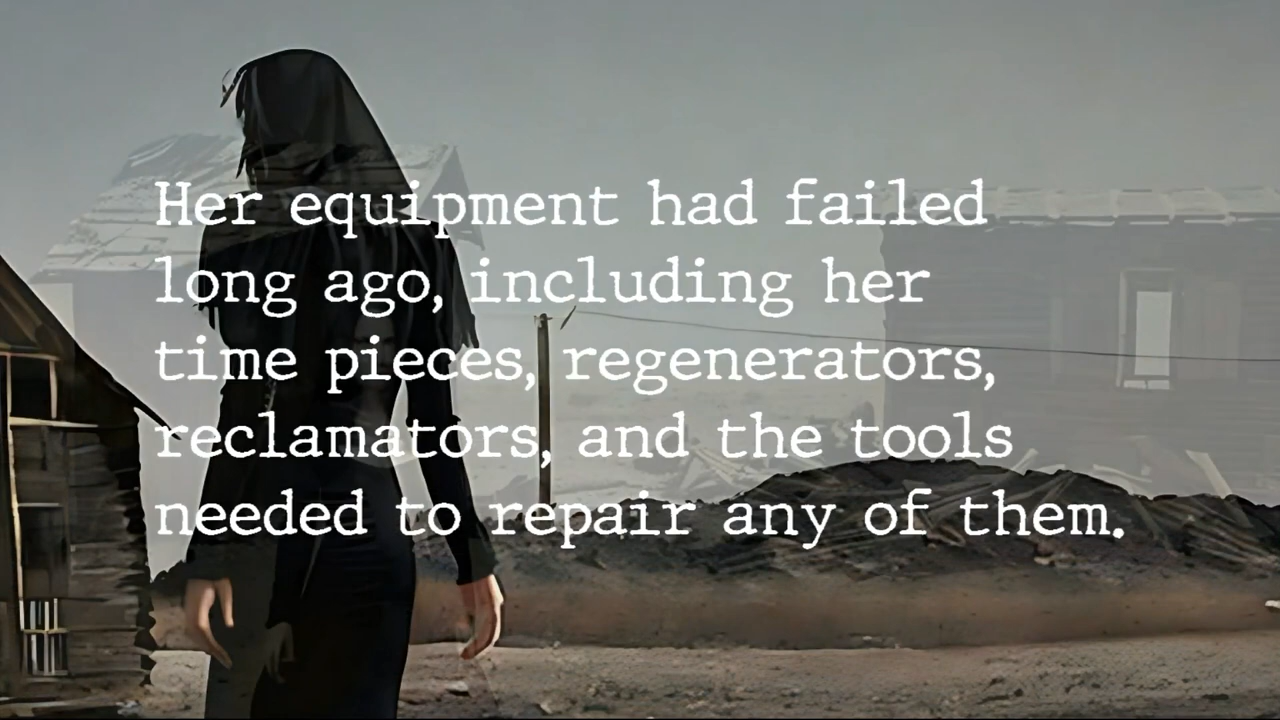 Her equipment had failed
long ago, including her
time pieces, regenerators,
reclamators, and the tools
needed to repair any of them.